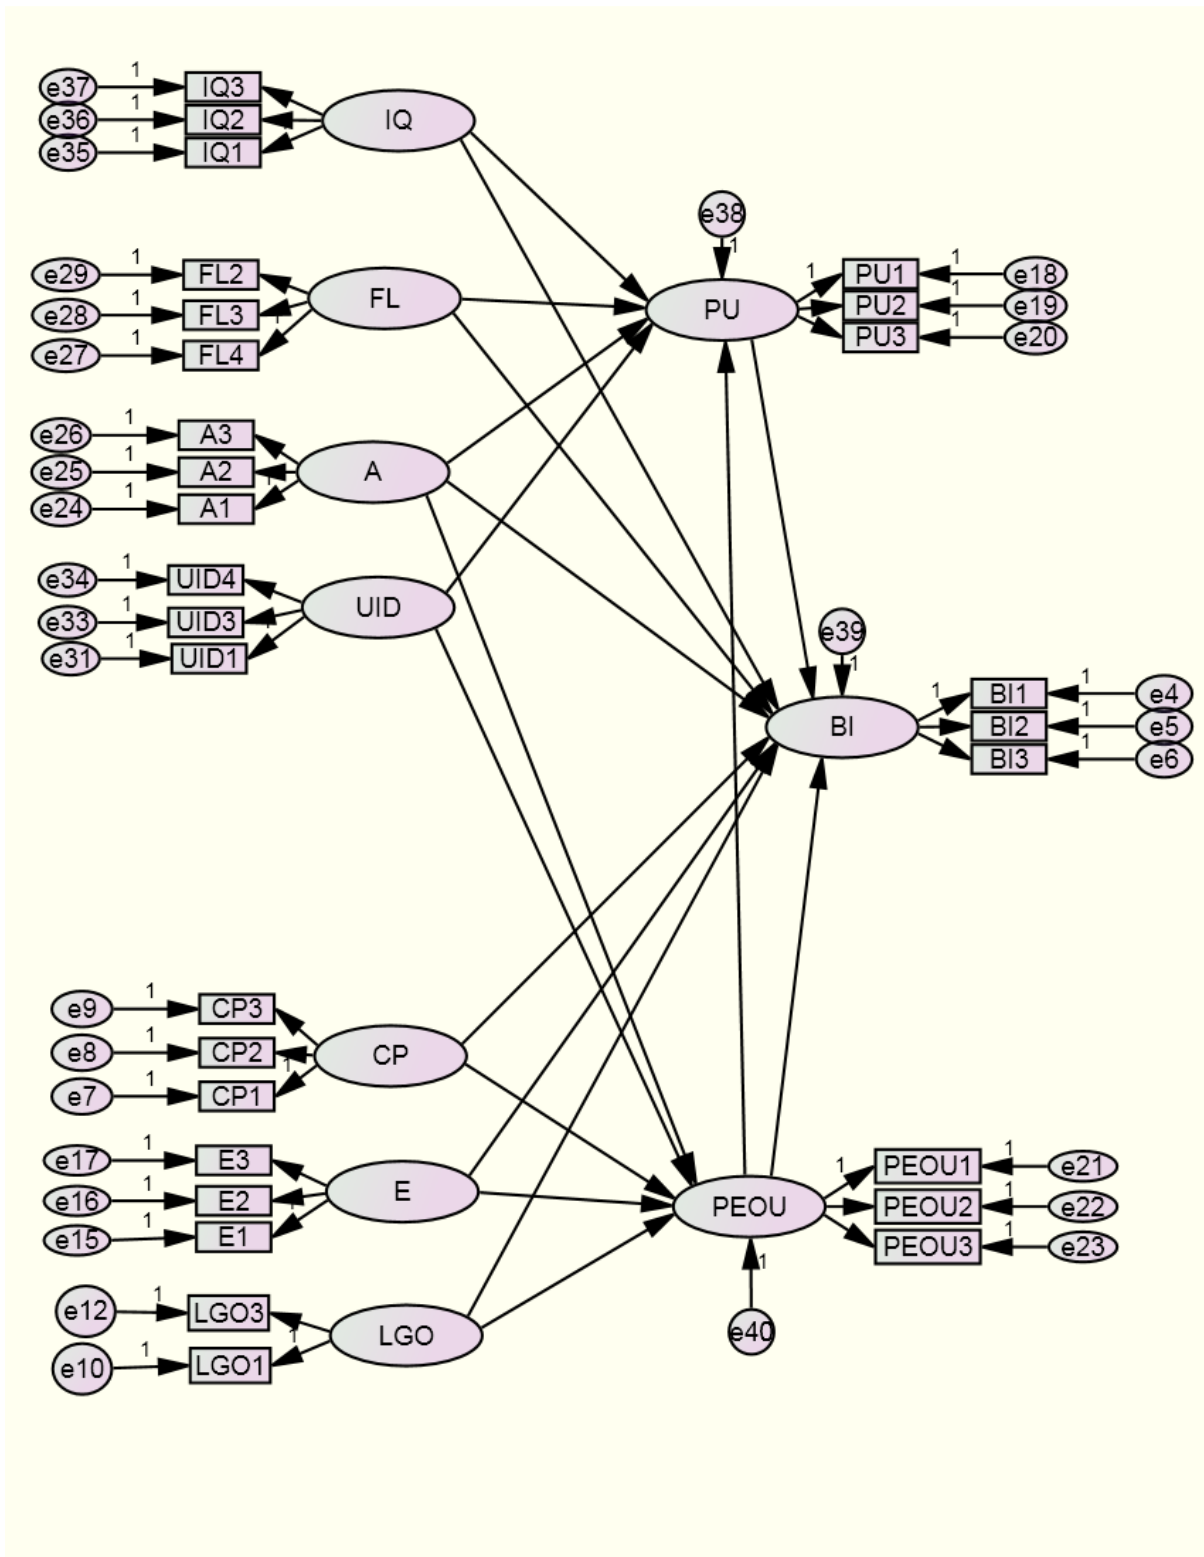 e37 1 IQ3
e36 1 IQ2 IQ
e35 1 IQ1
e38
1
e29 1 FL2
e28 1 FL3 FL
1
e27 1 FL4
PU 1 PU1 1 e18
PU2 1 e19
PU3 1 e20
e26 1 A3
e25 1 A2 A
1
e24 1 A1
e34 1 UID4
e33 1 UID3 UID
1
e31 1 UID1
e39
1
BI 1 BI1 1 e4
BI2 1 e5
BI3 1 e6
e9 1 CP3
e8 1 CP2 CP
1
e7 1 CP1
e17 1 E3
e16 1 E2 E
1
e15 1 E1
PEOU 1 PEOU1 1 e21
PEOU2 1 e22
PEOU3 1 e23
1
e40
e12 1 LGO3
LGO
1
e10 1 LGO1